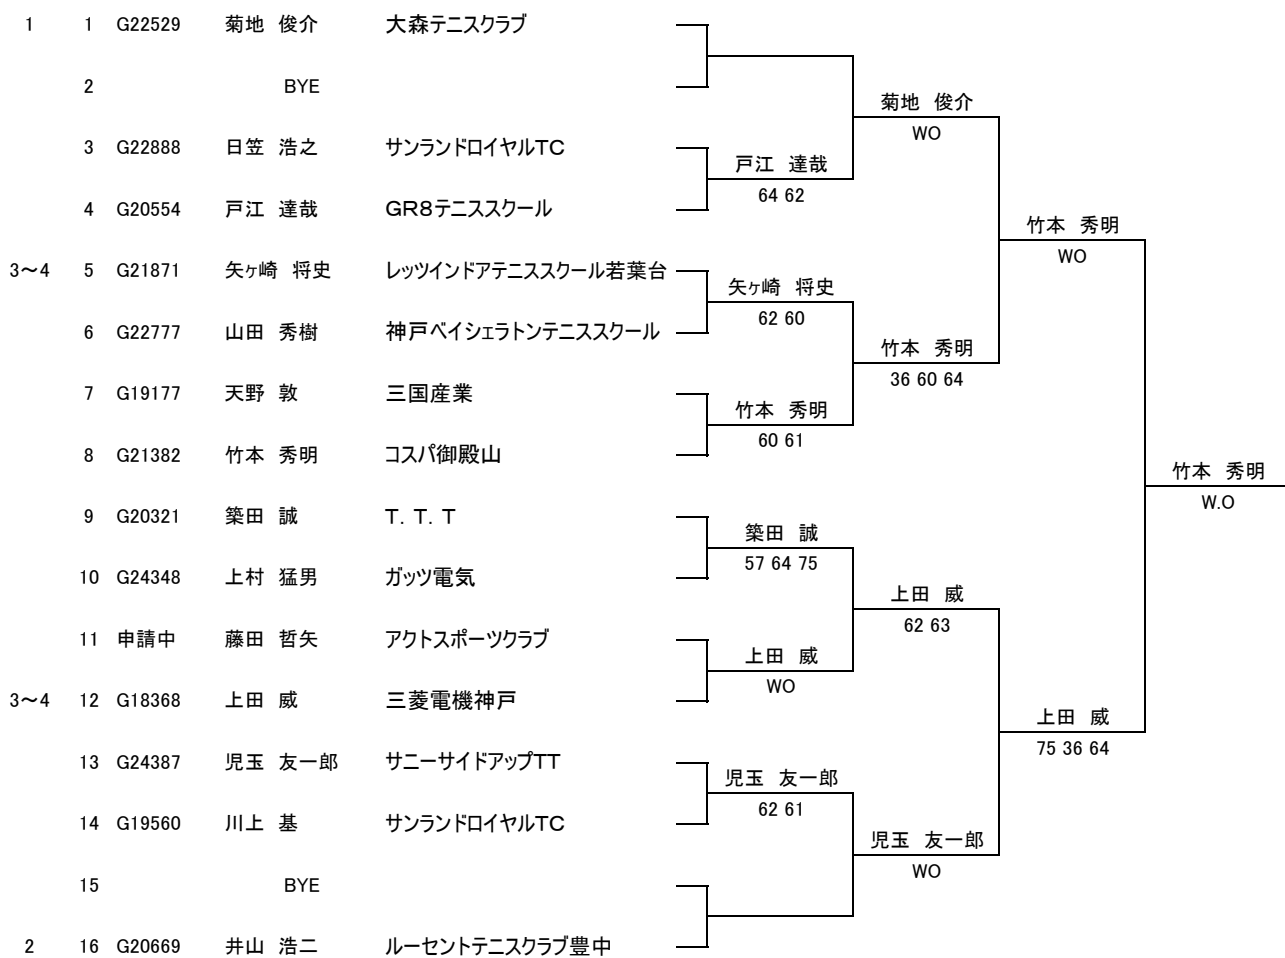 1 1 G22529 菊地 俊介 大森テニスクラブ
2 BYE
菊地 俊介
WO
3 G22888 日笠 浩之 サンランドロイヤルTC
戸江 達哉
64 62
4 G20554 戸江 達哉 GR8テニススクール
竹本 秀明
WO
3～4 5 G21871 矢ヶ崎 将史 レッツインドアテニススクール若葉台
矢ヶ崎 将史
62 60
6 G22777 山田 秀樹 神戸ベイシェラトンテニススクール
竹本 秀明
36 60 64
7 G19177 天野 敦 三国産業
竹本 秀明
60 61
8 G21382 竹本 秀明 コスパ御殿山
竹本 秀明
W.O
9 G20321 築田 誠 T．T．T
築田 誠
57 64 75
10 G24348 上村 猛男 ガッツ電気
上田 威
62 63
11 申請中 藤田 哲矢 アクトスポーツクラブ
上田 威
WO
3～4 12 G18368 上田 威 三菱電機神戸
上田 威
75 36 64
13 G24387 児玉 友一郎 サニーサイドアップTT
児玉 友一郎
62 61
14 G19560 川上 基 サンランドロイヤルTC
児玉 友一郎
WO
15 BYE
2 16 G20669 井山 浩二 ルーセントテニスクラブ豊中